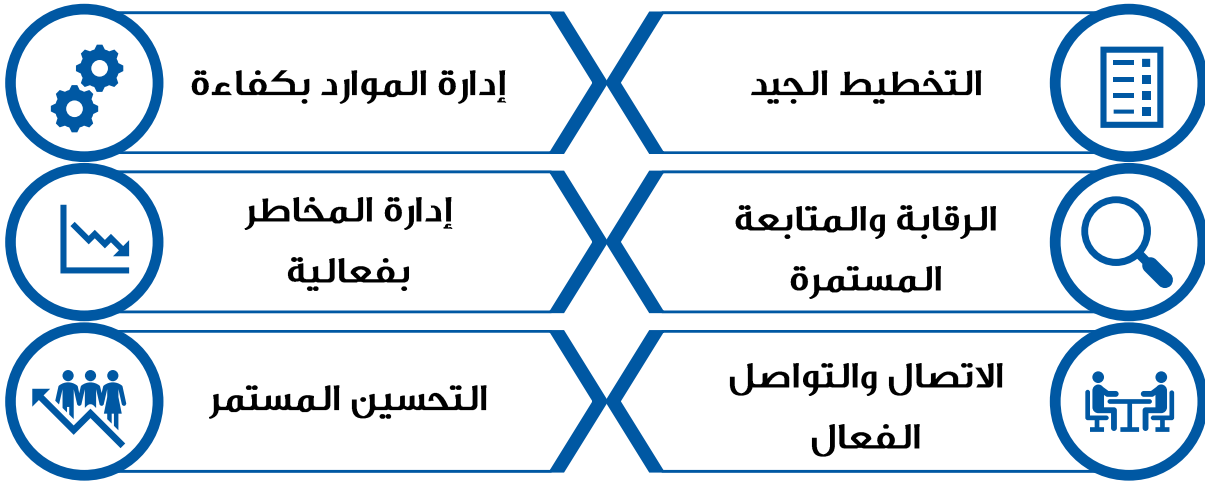 التخطيط الجيد
إدارة الموارد بكفاءة
الرقابة والمتابعة
المستمرة
إدارة المخاطر
بفعالية
الاتصال والتواصل
الفعال
التحسين المستمر